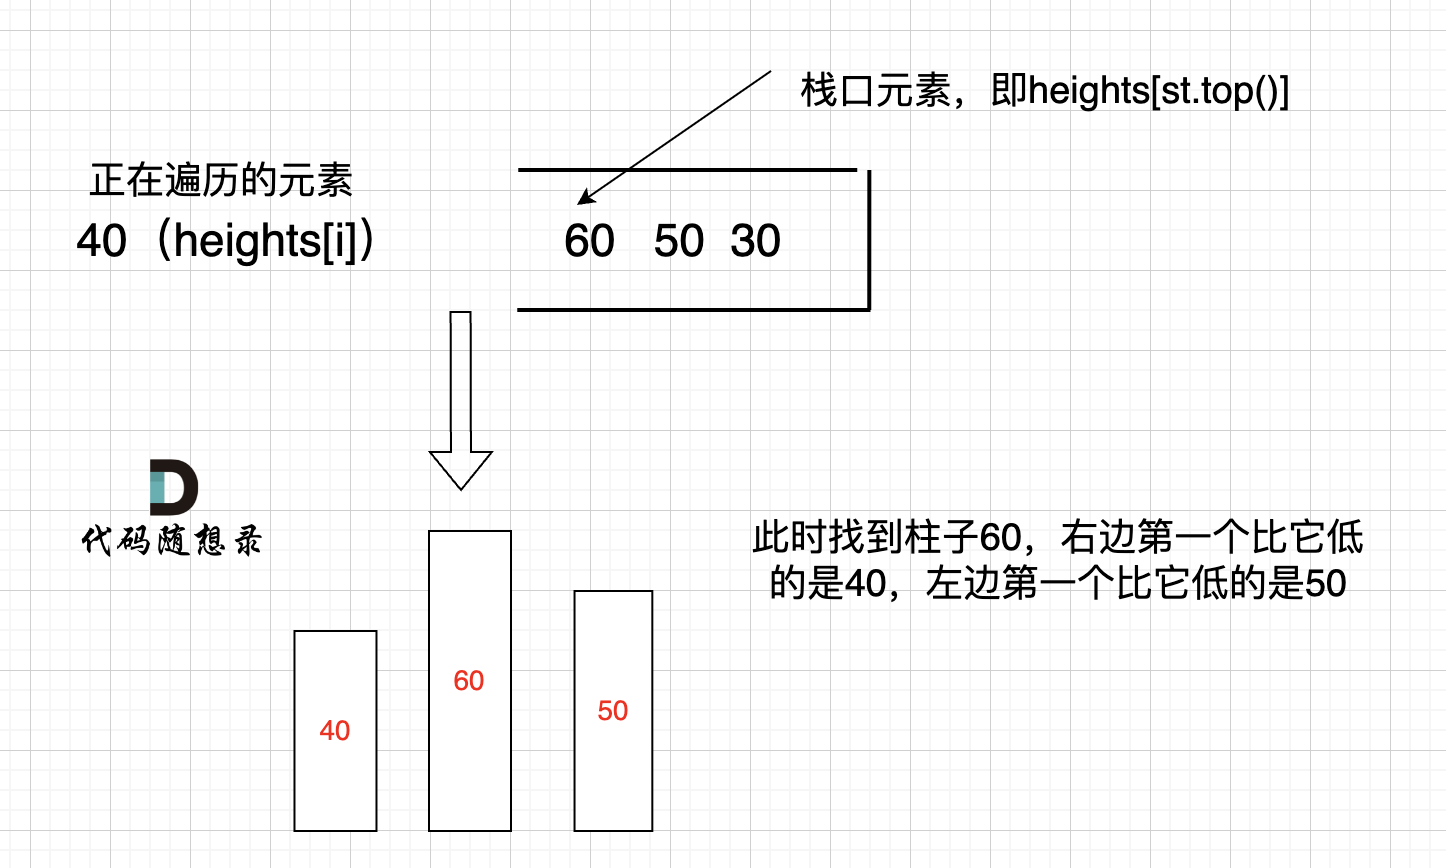 栈口元素，即heights[st.top()]
正在遍历的元素
40（heights[i]）
60 50 30
代码随想录
此时找到柱子60，右边第一个比它低
的是40，左边第一个比它低的是50
40
60
50